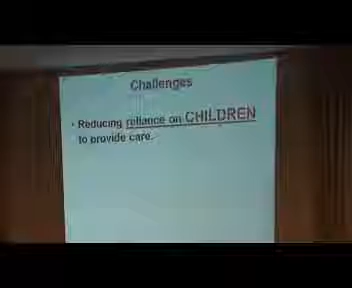 Challenges
• Reducing reliance on CHILDREN
to provide care.